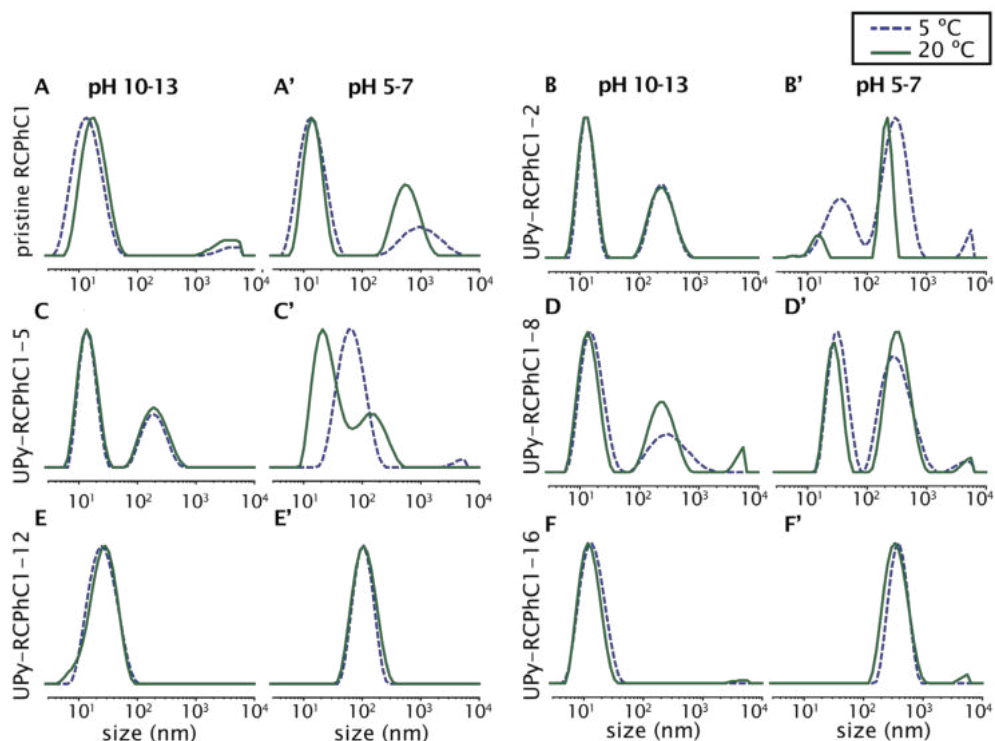 5 °C
20 °C
A pH 10-13 A' pH 5-7 B pH 10-13 B' pH 5-7
pristine RCPhC1
UPy-RCPhC1-2
10¹ 10² 10³ 10⁴ 10¹ 10² 10³ 10⁴ 10¹ 10² 10³ 10⁴ 10¹ 10² 10³ 10⁴
C C' D D'
UPy-RCPhC1-5
UPy-RCPhC1-8
10¹ 10² 10³ 10⁴ 10¹ 10² 10³ 10⁴ 10¹ 10² 10³ 10⁴ 10¹ 10² 10³ 10⁴
E E' F F'
UPy-RCPhC1-12
UPy-RCPhC1-16
10¹ 10² 10³ 10⁴ 10¹ 10² 10³ 10⁴ 10¹ 10² 10³ 10⁴ 10¹ 10² 10³ 10⁴
size (nm) size (nm) size (nm) size (nm)